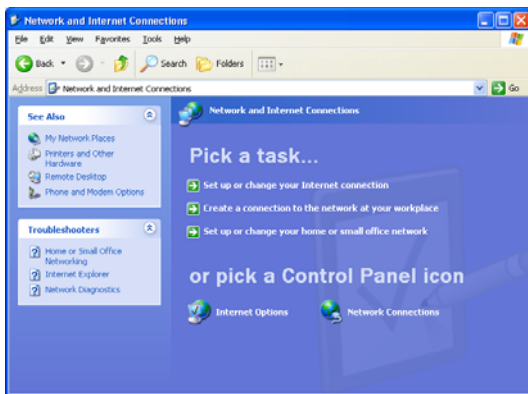 Network and Internet Connections
File Edit View Favorites Tools Help
Back Search Folders
Address Network and Internet Connections Go
See Also
My Network Places
Printers and Other
Hardware
Remote Desktop
Phone and Modem Options
Troubleshooters
Home or Small Office
Networking
Internet Explorer
Network Diagnostics
Network and Internet Connections
Pick a task...
Set up or change your Internet connection
Create a connection to the network at your workplace
Set up or change your home or small office network
or pick a Control Panel icon
Internet Options Network Connections